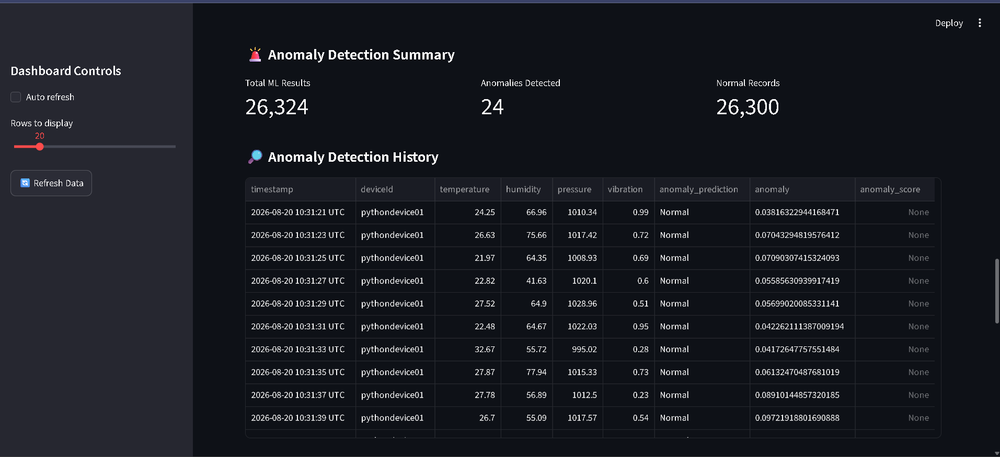 Deploy
Dashboard Controls
Auto refresh
Rows to display
20
Refresh Data
Anomaly Detection Summary
Total ML Results Anomalies Detected Normal Records
26,324 24 26,300
Anomaly Detection History
timestamp deviceId temperature humidity pressure vibration anomaly_prediction anomaly anomaly_score
2026-08-20 10:31:21 UTC pythondevice01 24.25 66.96 1010.34 0.99 Normal 0.03816322944168471 None
2026-08-20 10:31:23 UTC pythondevice01 26.63 75.66 1017.42 0.72 Normal 0.07043294819576412 None
2026-08-20 10:31:25 UTC pythondevice01 21.97 64.35 1008.93 0.69 Normal 0.07090307415324093 None
2026-08-20 10:31:27 UTC pythondevice01 22.82 41.63 1020.1 0.6 Normal 0.05585630939917419 None
2026-08-20 10:31:29 UTC pythondevice01 27.52 64.9 1028.96 0.51 Normal 0.05699020085331141 None
2026-08-20 10:31:31 UTC pythondevice01 22.48 64.67 1022.03 0.95 Normal 0.042262111387009194 None
2026-08-20 10:31:33 UTC pythondevice01 32.67 55.72 995.02 0.28 Normal 0.04172647757551484 None
2026-08-20 10:31:35 UTC pythondevice01 27.87 77.94 1015.33 0.73 Normal 0.06132470487681019 None
2026-08-20 10:31:37 UTC pythondevice01 27.78 56.89 1012.5 0.23 Normal 0.08910144857320185 None
2026-08-20 10:31:39 UTC pythondevice01 26.7 55.09 1017.57 0.54 Normal 0.09721918801690888 None